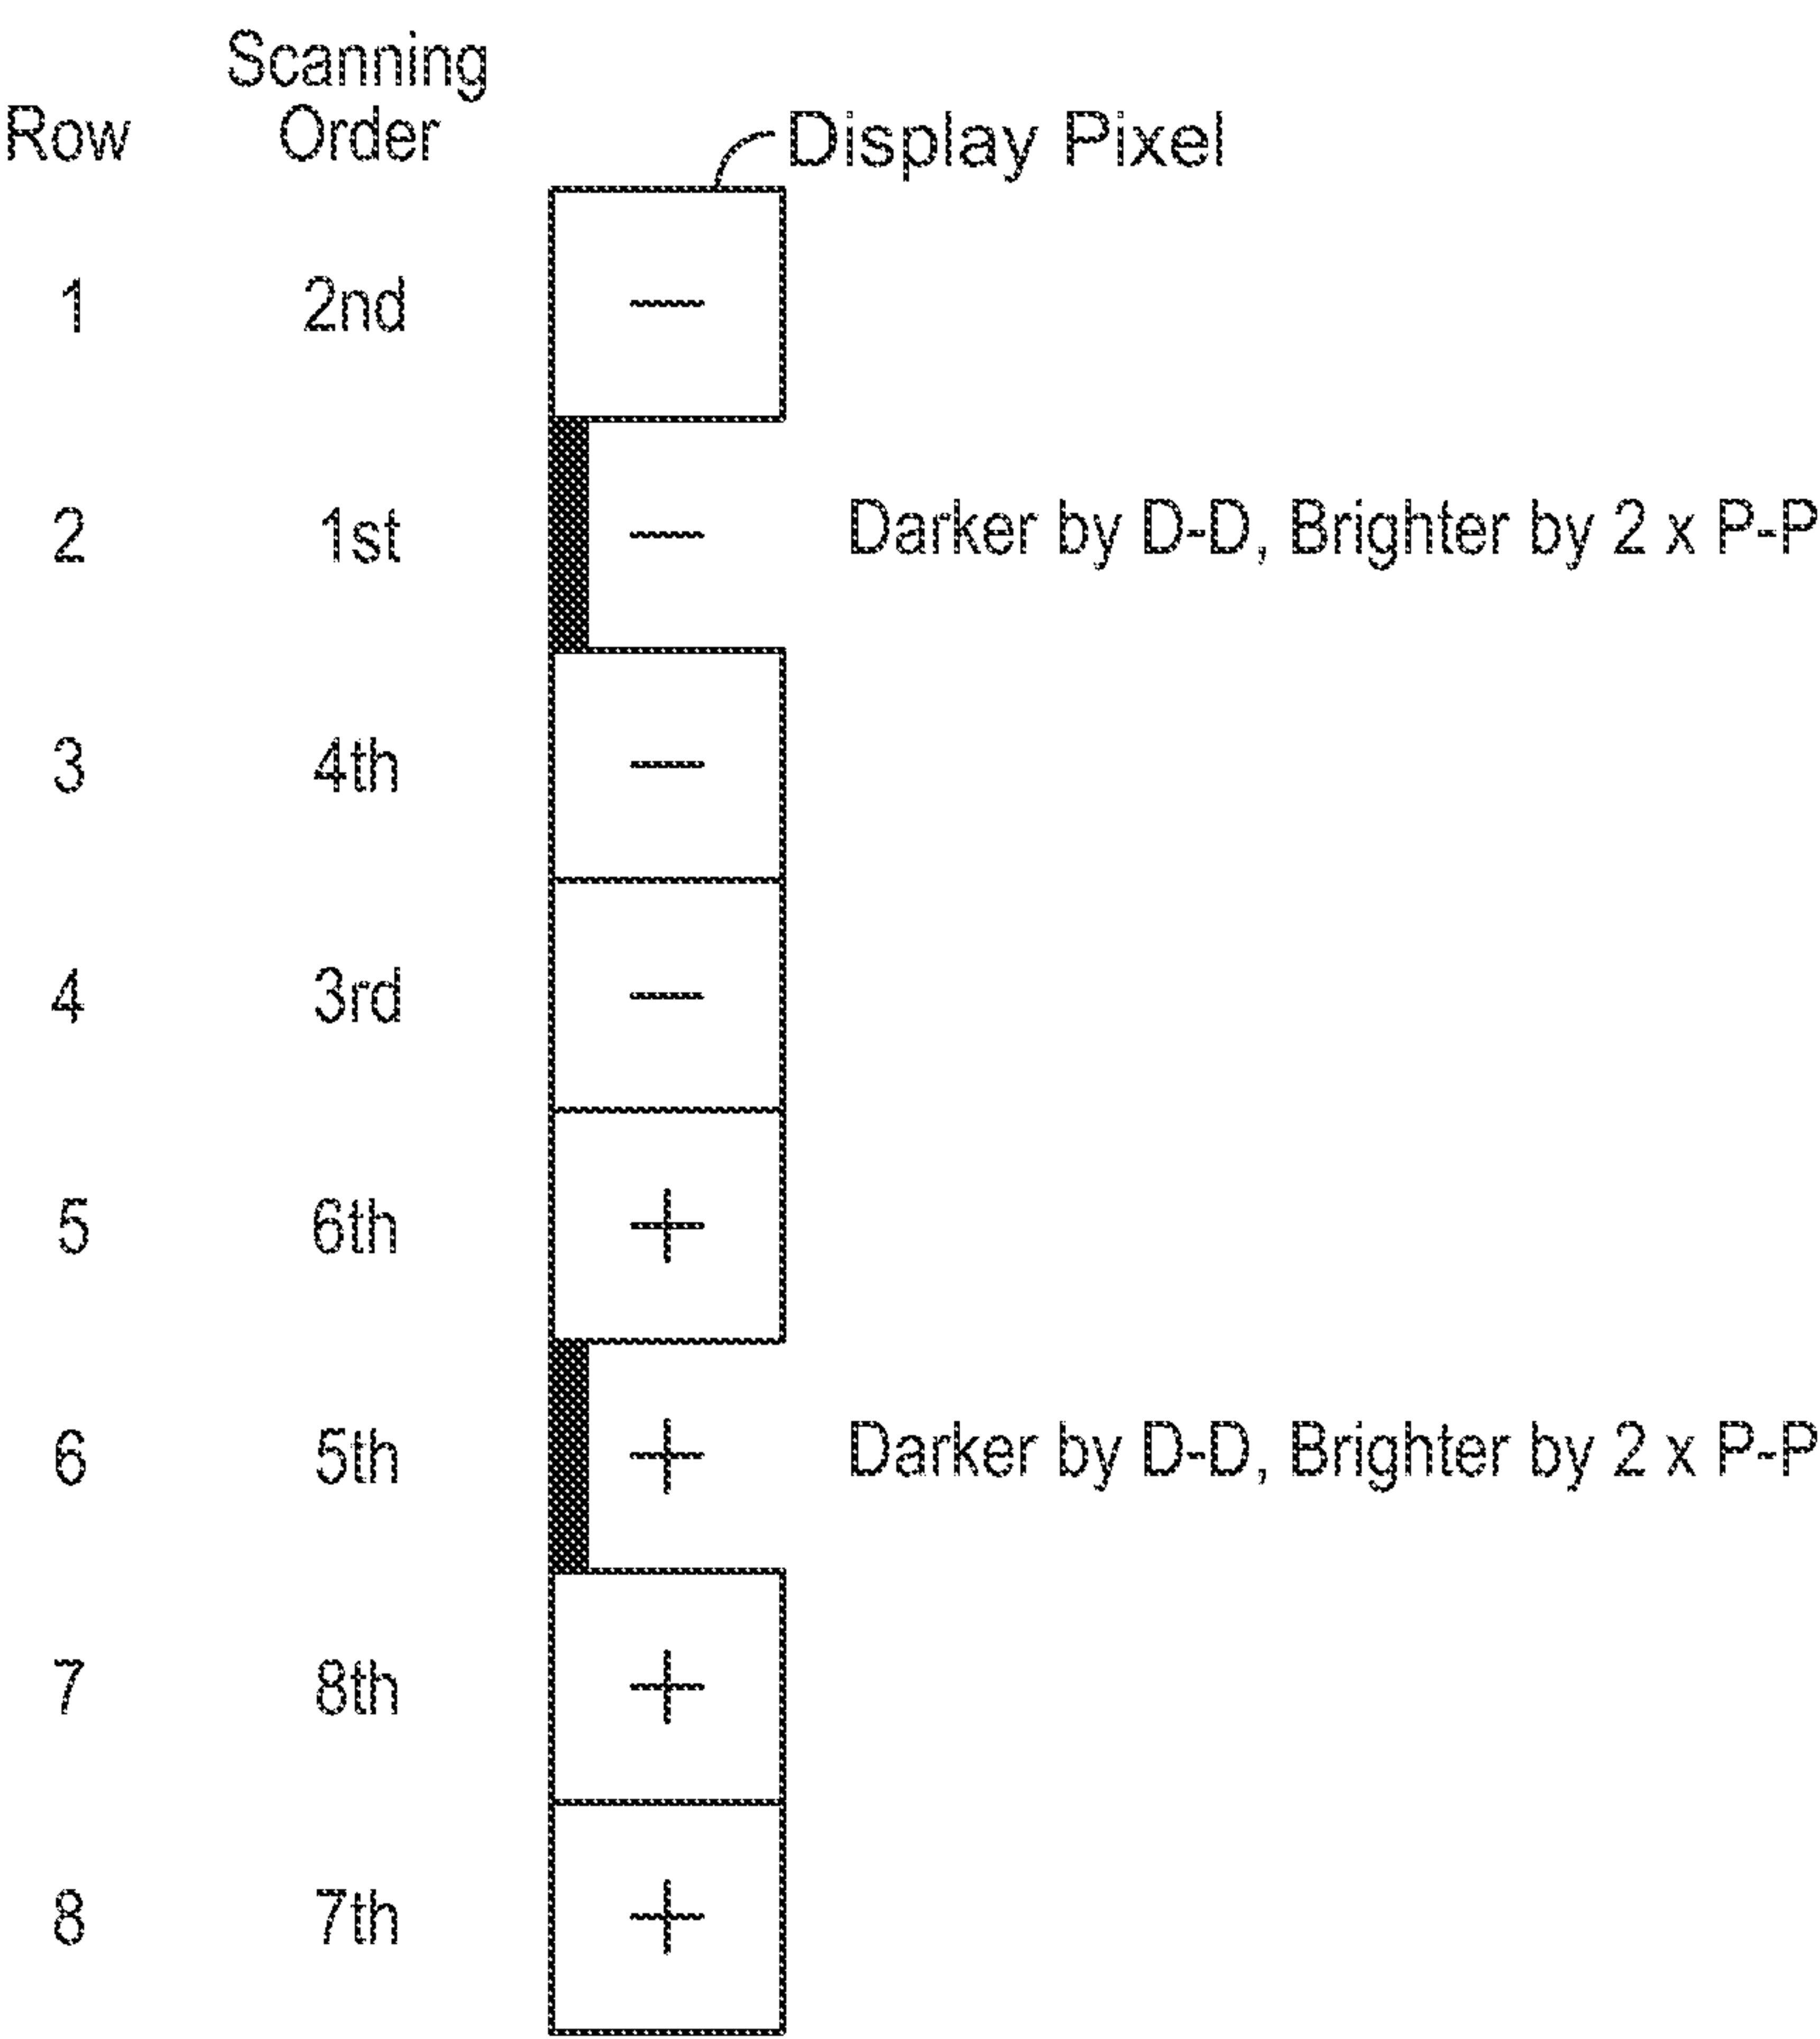 Scanning
Row Order
Display Pixel
1 2nd −
2 1st − Darker by D-D, Brighter by 2 x P-P
3 4th −
4 3rd −
5 6th +
6 5th + Darker by D-D, Brighter by 2 x P-P
7 8th +
8 7th +